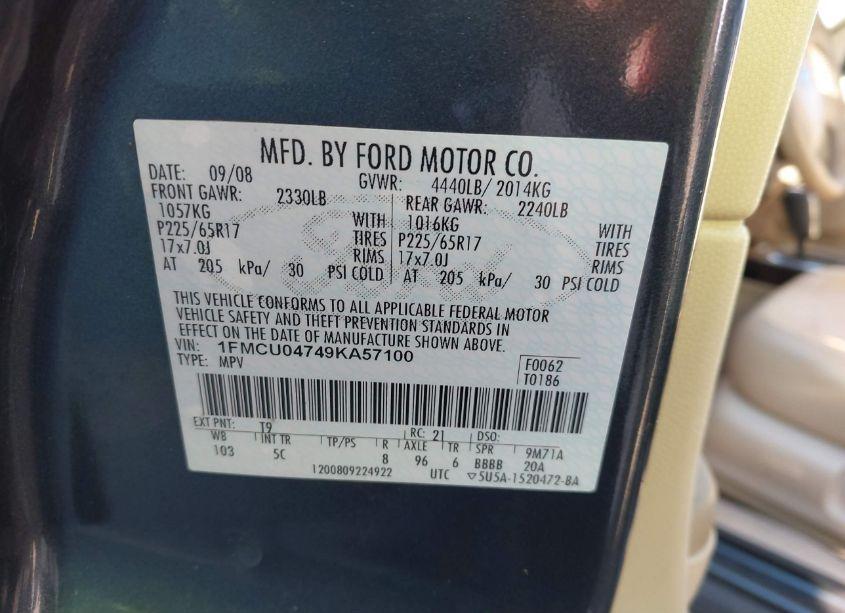 MFD. BY FORD MOTOR CO.
DATE: 09/08 GVWR: 4440LB/ 2014KG
FRONT GAWR: 2330LB REAR GAWR: 2240LB
1057KG WITH 1016KG WITH
P225/65R17 TIRES P225/65R17 TIRES
17x7.0J RIMS 17x7.0J RIMS
AT 205 kPa/ 30 PSI COLD AT 205 kPa/ 30 PSI COLD
THIS VEHICLE CONFORMS TO ALL APPLICABLE FEDERAL MOTOR
VEHICLE SAFETY AND THEFT PREVENTION STANDARDS IN
EFFECT ON THE DATE OF MANUFACTURE SHOWN ABOVE.
VIN: 1FMCU04749KA57100
TYPE: MPV F0062
T0186
EXT PNT: T9 RC: 21 DSO:
WB INT TR TP/PS R AXLE TR SPR 9M71A
103 5C 8 96 6 BBBB 20A
1200809224922 UTC ▽5U5A-1520472-BA